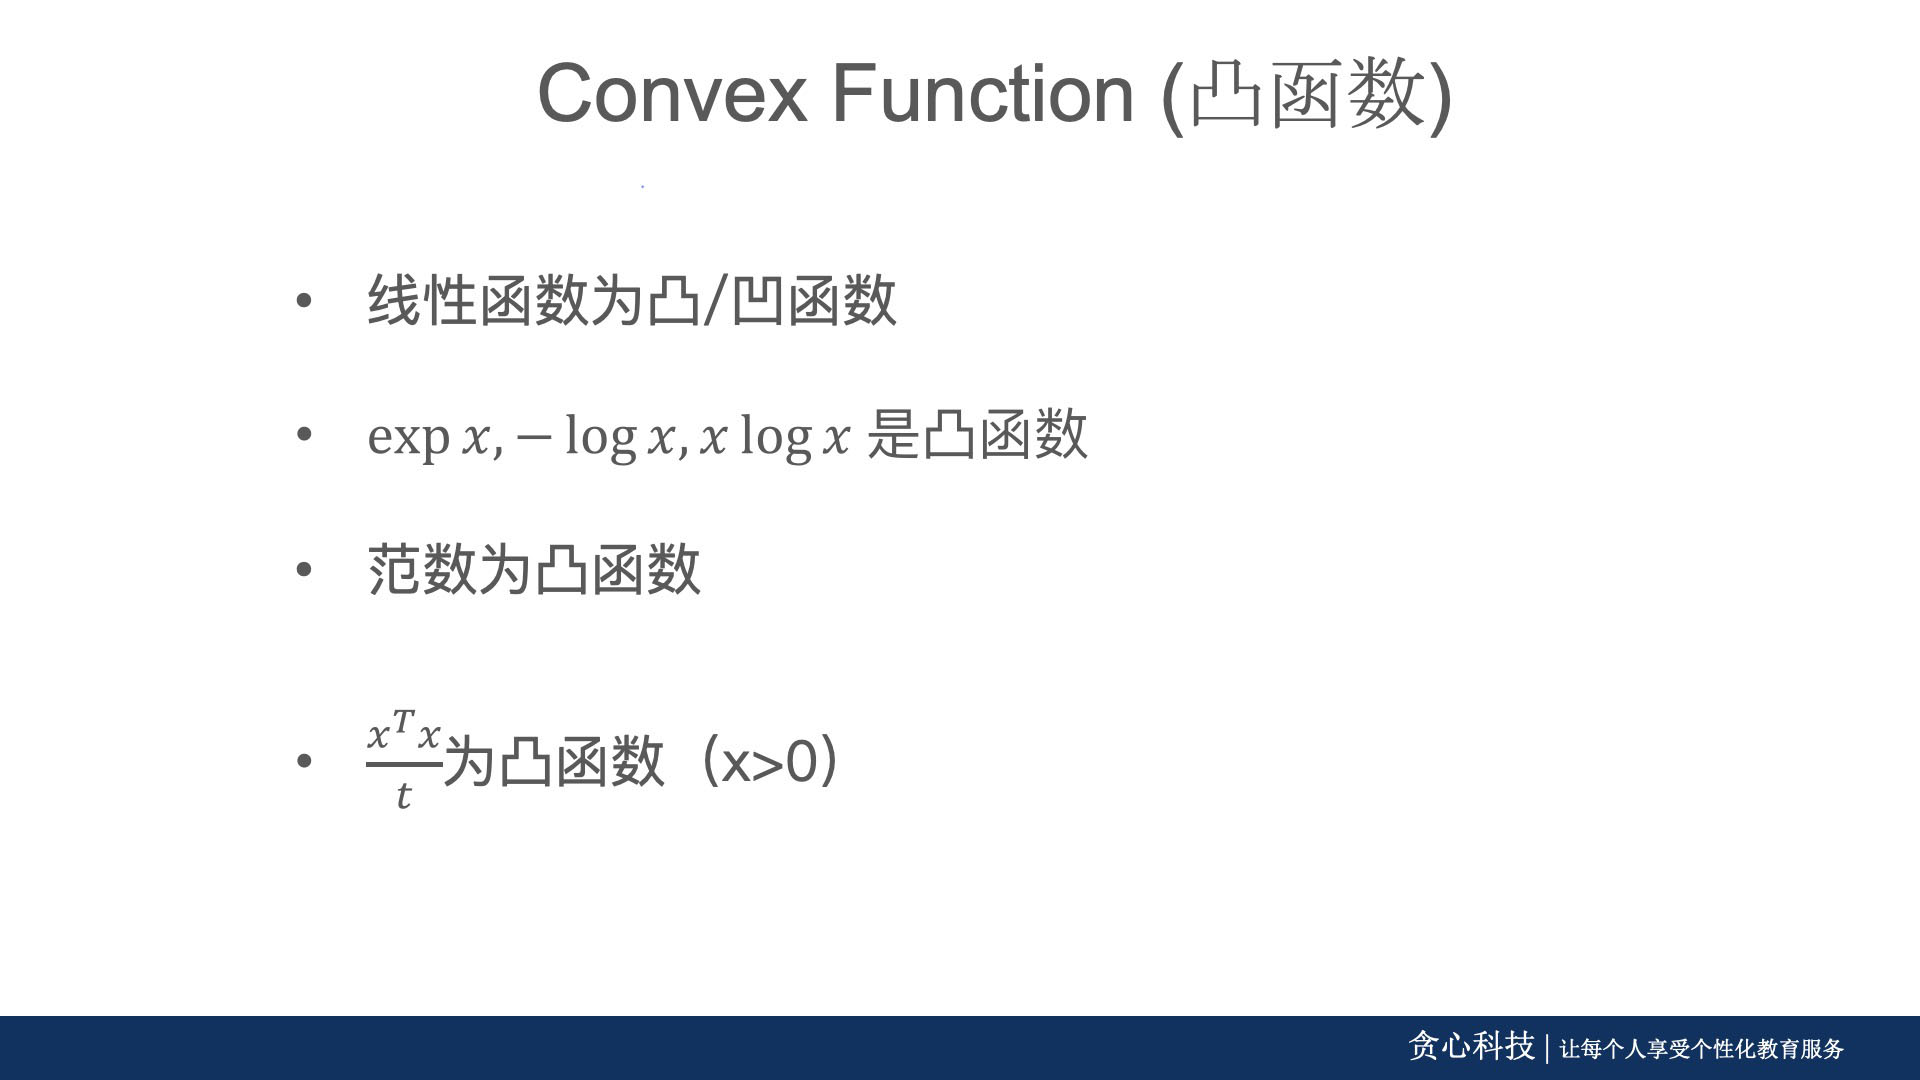 Convex Function (凸函数)
• 线性函数为凸/凹函数
• exp x, − log x, x log x 是凸函数
• 范数为凸函数
• x^T x / t 为凸函数（x>0）
贪心科技 | 让每个人享受个性化教育服务